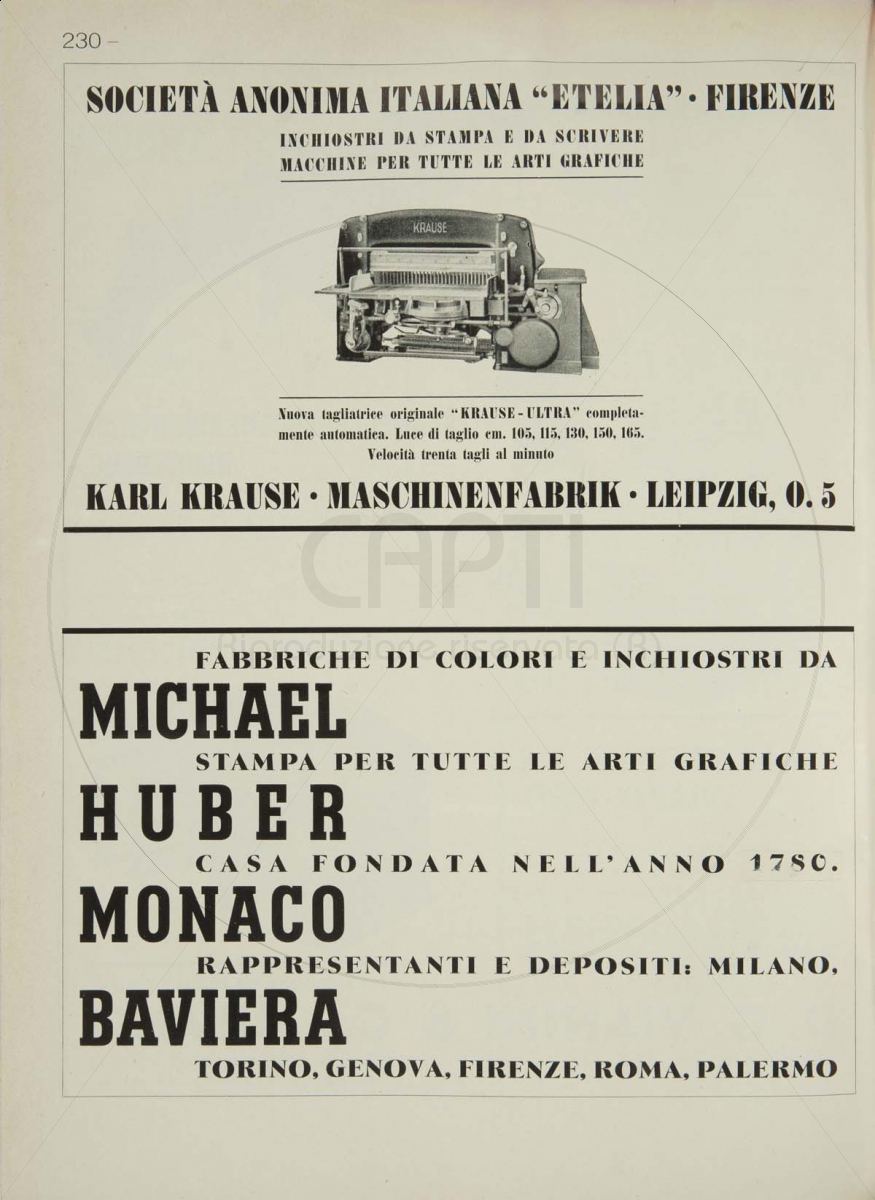 230 –
SOCIETÀ ANONIMA ITALIANA “ETELIA” · FIRENZE
INCHIOSTRI DA STAMPA E DA SCRIVERE
MACCHINE PER TUTTE LE ARTI GRAFICHE
KRAUSE
Nuova tagliatrice originale “KRAUSE - ULTRA” completa-
mente automatica. Luce di taglio cm. 105, 115, 130, 150, 165.
Velocità trenta tagli al minuto
KARL KRAUSE · MASCHINENFABRIK · LEIPZIG, O. 5
CAPTI
Riproduzione riservata (R)
FABBRICHE DI COLORI E INCHIOSTRI DA
MICHAEL
STAMPA PER TUTTE LE ARTI GRAFICHE
HUBER
CASA FONDATA NELL’ANNO 1780.
MONACO
RAPPRESENTANTI E DEPOSITI: MILANO,
BAVIERA
TORINO, GENOVA, FIRENZE, ROMA, PALERMO